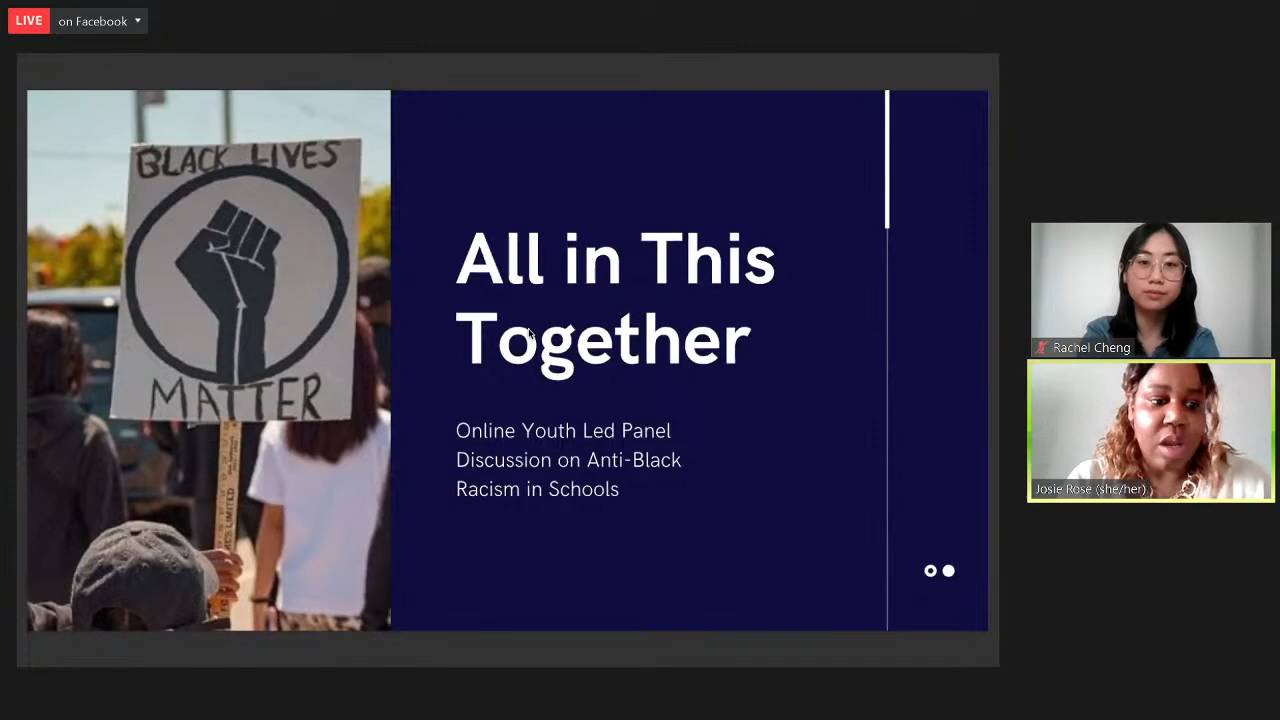 LIVE on Facebook
BLACK LIVES
MATTER
All in This
Together
Online Youth Led Panel
Discussion on Anti-Black
Racism in Schools
Rachel Cheng
Josie Rose (she/her)